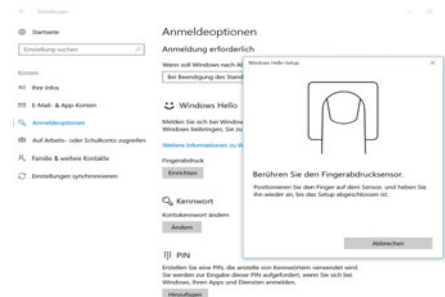 Einstellungen
Startseite
Einstellung suchen
Konten
Ihre Infos
E-Mail- & App-Konten
Anmeldeoptionen
Auf Arbeits- oder Schulkonto zugreifen
Familie & weitere Kontakte
Einstellungen synchronisieren
Anmeldeoptionen
Anmeldung erforderlich
Wann soll Windows nach Ab
Bei Beendigung des Stand
Windows Hello
Melden Sie sich bei Window
Windows beibringen, Sie zu
Weitere Informationen zu W
Fingerabdruck
Einrichten
Kennwort
Kontokennwort ändern
Ändern
PIN
Erstellen Sie eine PIN, die anstelle von Kennwörtern verwendet wird.
Sie werden zur Eingabe dieser PIN aufgefordert, wenn Sie sich bei
Windows, Ihren Apps und Diensten anmelden.
Hinzufügen
Windows Hello-Setup
Berühren Sie den Fingerabdrucksensor.
Positionieren Sie den Finger auf dem Sensor, und heben Sie
ihn wieder an, bis das Setup abgeschlossen ist.
Abbrechen